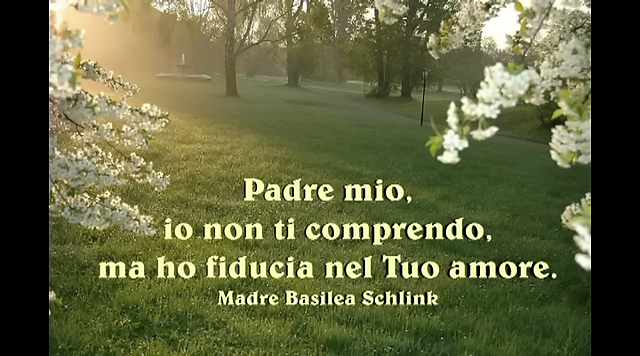 Padre mio,
io non ti comprendo,
ma ho fiducia nel Tuo amore.
Madre Basilea Schlink